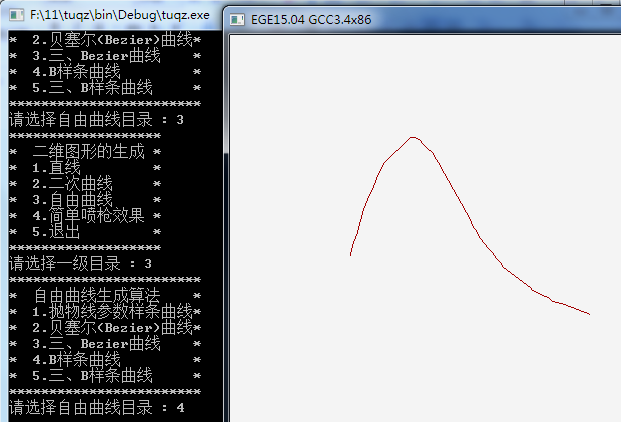 F:\11\tuqz\bin\Debug\tuqz.exe
*  2.贝塞尔(Bezier)曲线*
*  3.三、Bezier曲线    *
*  4.B样条曲线         *
*  5.三、B样条曲线     *
************************
请选择自由曲线目录 : 3
*******************
*  二维图形的生成 *
*  1.直线         *
*  2.二次曲线     *
*  3.自由曲线     *
*  4.简单喷枪效果 *
*  5.退出         *
*******************
请选择一级目录 : 3
************************
*  自由曲线生成算法    *
*  1.抛物线参数样条曲线*
*  2.贝塞尔(Bezier)曲线*
*  3.三、Bezier曲线    *
*  4.B样条曲线         *
*  5.三、B样条曲线     *
************************
请选择自由曲线目录 : 4
EGE15.04 GCC3.4x86